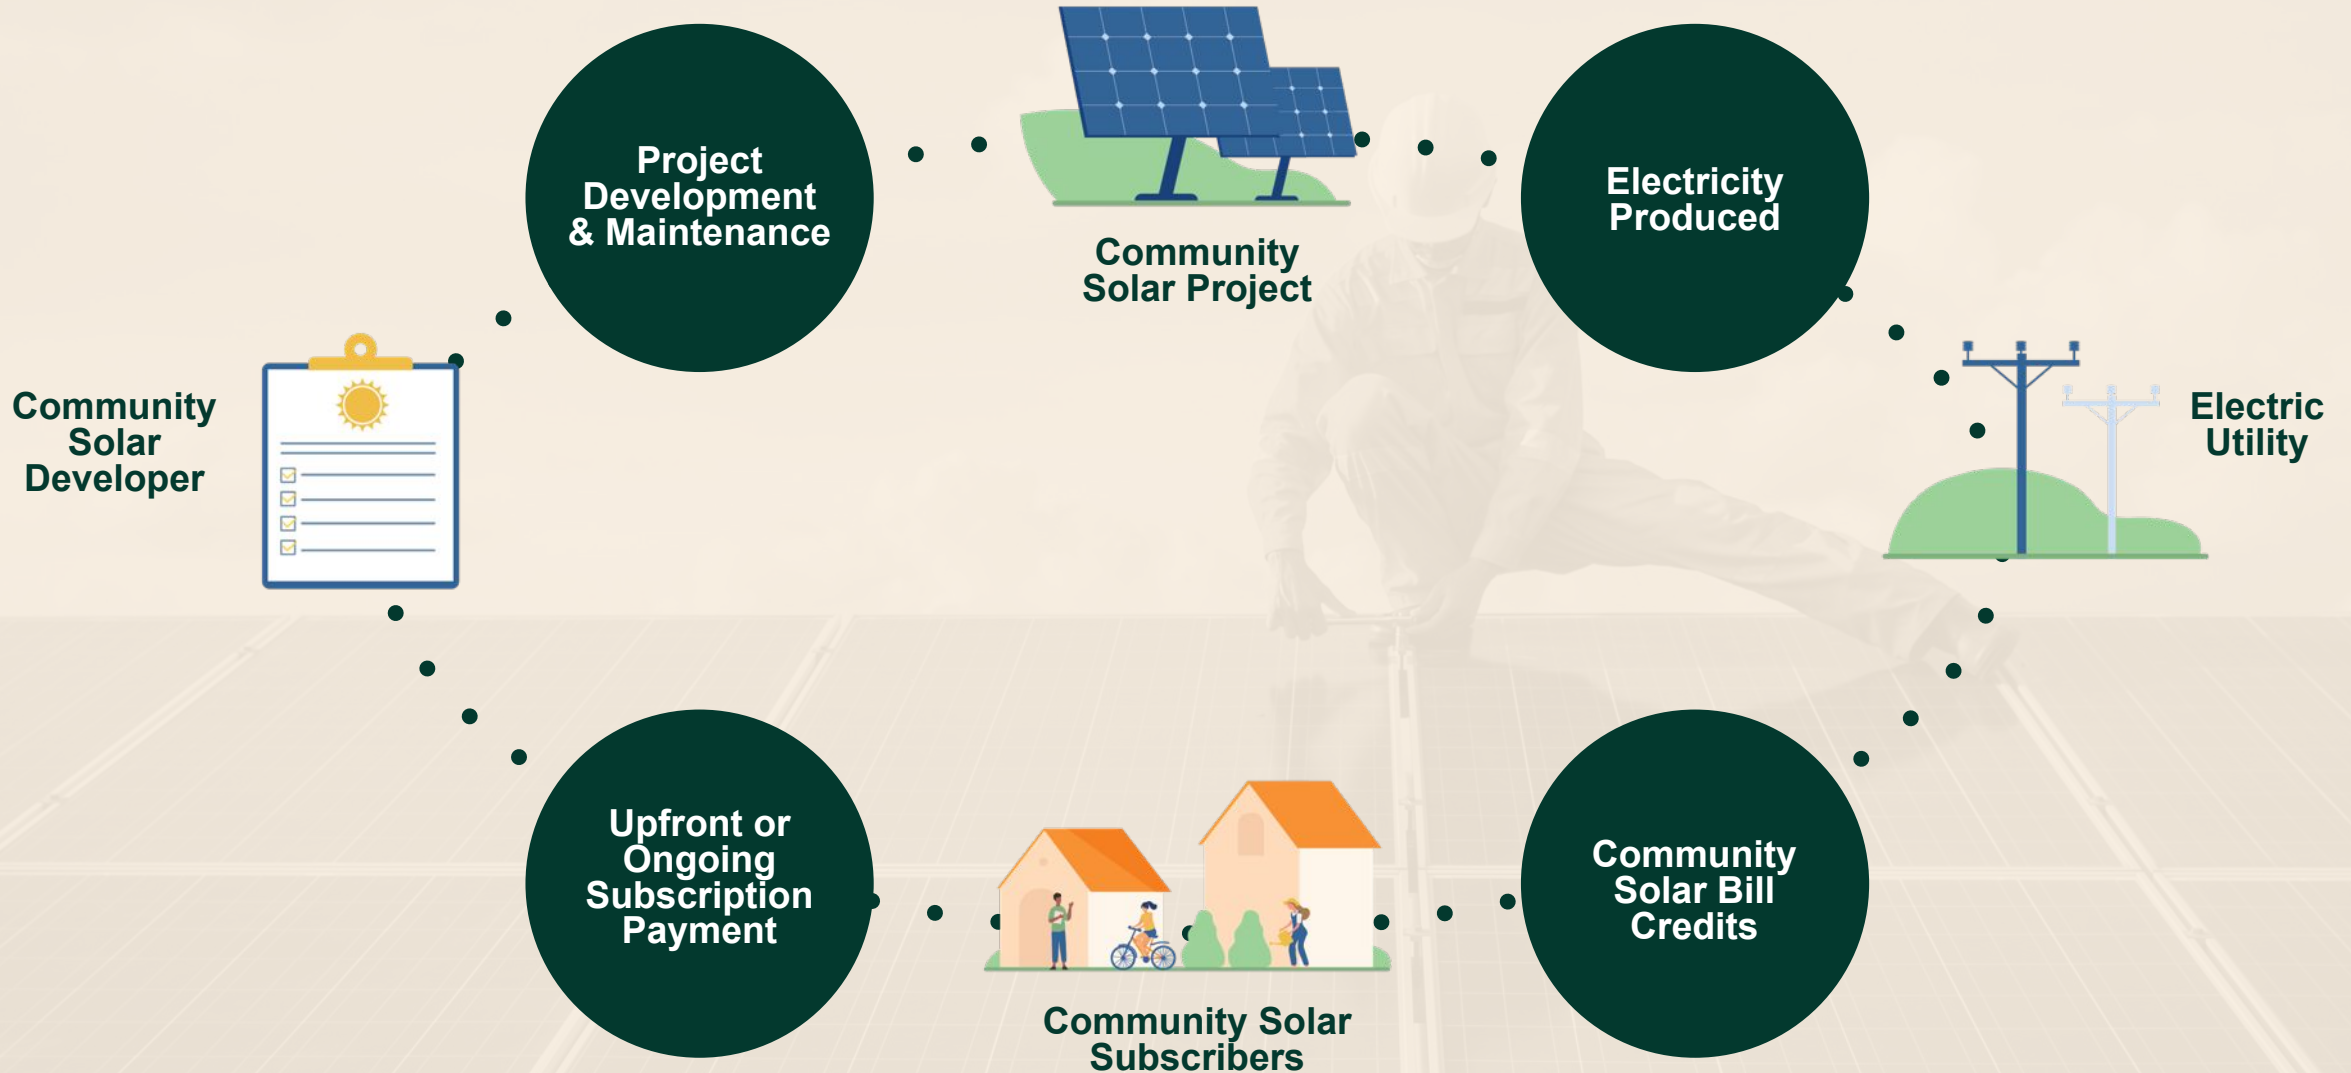 Project
Development
& Maintenance
Community
Solar Project
Electricity
Produced
Community
Solar
Developer
Electric
Utility
Upfront or
Ongoing
Subscription
Payment
Community Solar
Subscribers
Community
Solar Bill
Credits